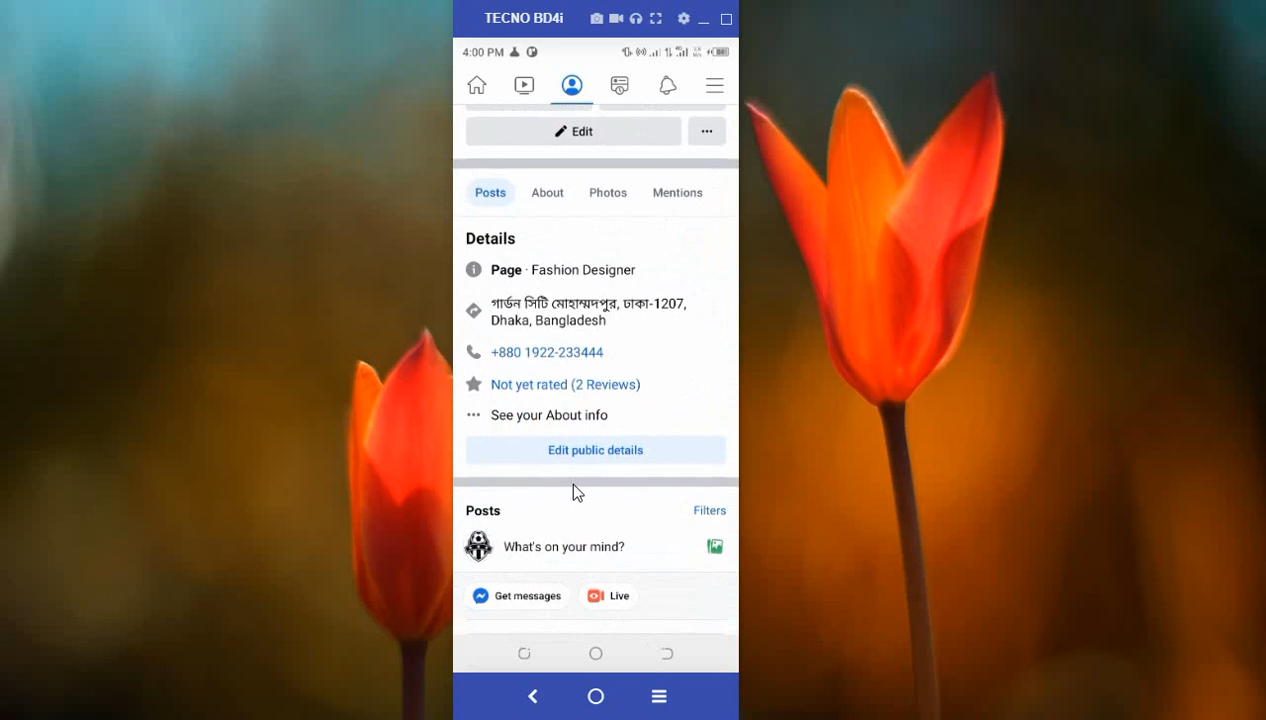 TECNO BD4i
4:00 PM
Edit
Posts About Photos Mentions
Details
Page · Fashion Designer
গার্ডন সিটি মোহাম্মদপুর, ঢাকা-1207,
Dhaka, Bangladesh
+880 1922-233444
Not yet rated (2 Reviews)
See your About info
Edit public details
Posts Filters
What's on your mind?
Get messages Live